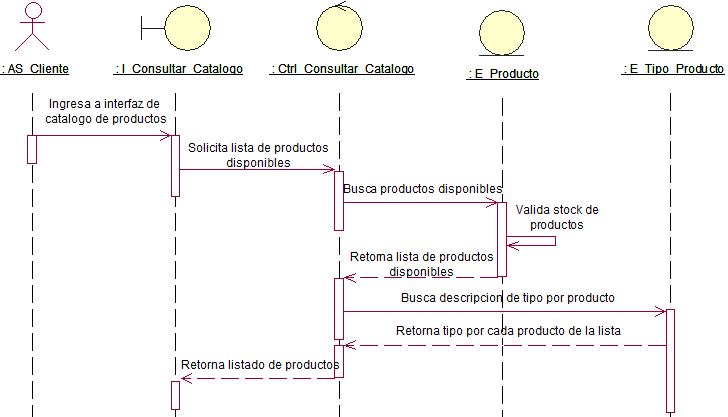 : AS_Cliente
: I_Consultar_Catalogo
: Ctrl_Consultar_Catalogo
: E_Producto
: E_Tipo_Producto
Ingresa a interfaz de
catalogo de productos
Solicita lista de productos
disponibles
Busca productos disponibles
Valida stock de
productos
Retorna lista de productos
disponibles
Busca descripcion de tipo por producto
Retorna tipo por cada producto de la lista
Retorna listado de productos